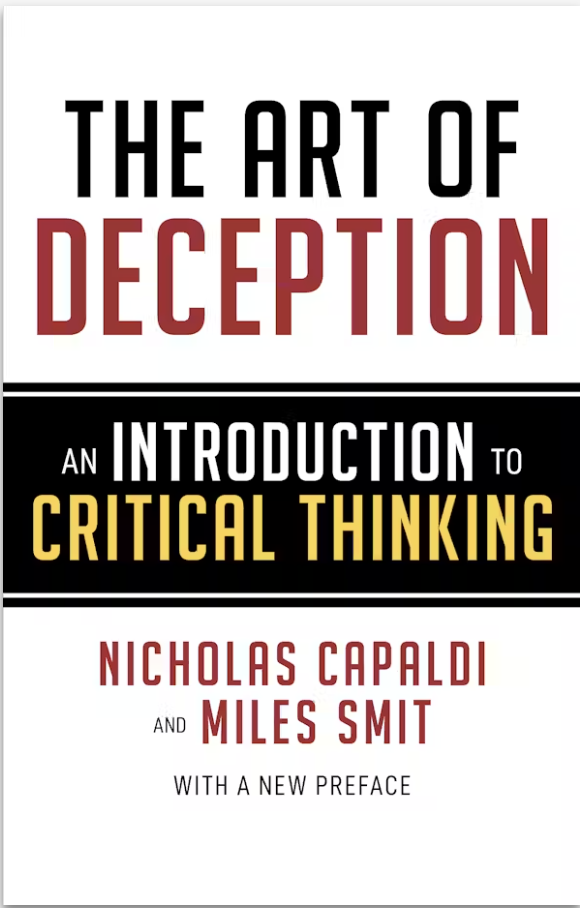 THE ART OF
DECEPTION
AN INTRODUCTION TO
CRITICAL THINKING
NICHOLAS CAPALDI
AND MILES SMIT
WITH A NEW PREFACE